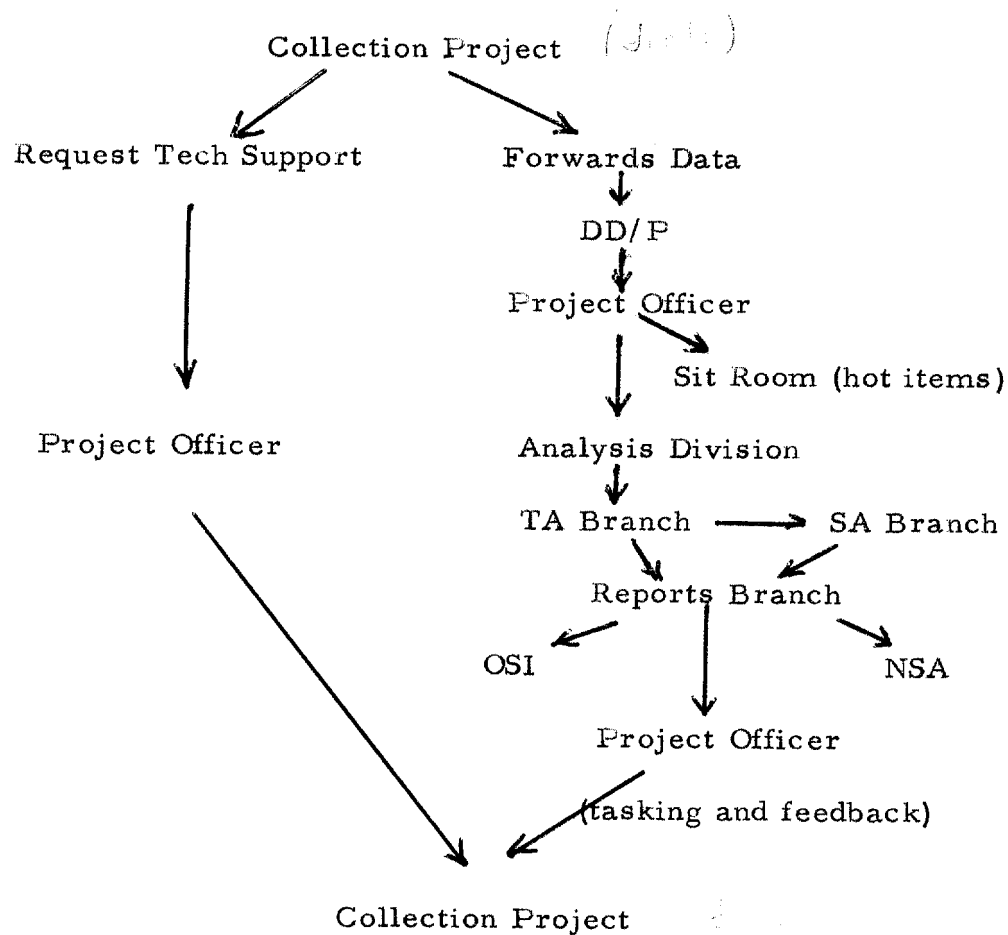 Collection Project
Request Tech Support
Forwards Data
DD/P
Project Officer
Sit Room (hot items)
Project Officer
Analysis Division
TA Branch
SA Branch
Reports Branch
OSI
NSA
Project Officer
(tasking and feedback)
Collection Project